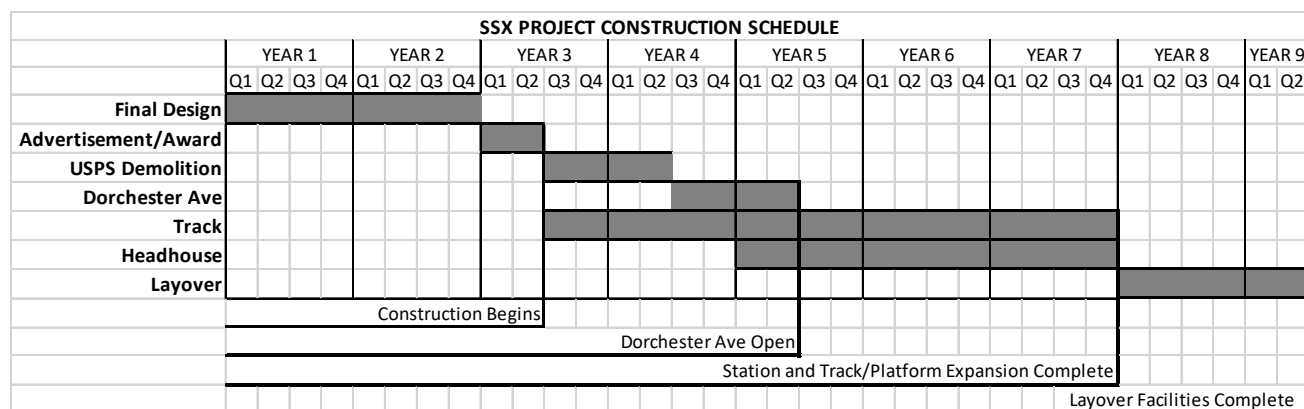 SSX PROJECT CONSTRUCTION SCHEDULE
YEAR 1 YEAR 2 YEAR 3 YEAR 4 YEAR 5 YEAR 6 YEAR 7 YEAR 8 YEAR 9
Q1 Q2 Q3 Q4 Q1 Q2 Q3 Q4 Q1 Q2 Q3 Q4 Q1 Q2 Q3 Q4 Q1 Q2 Q3 Q4 Q1 Q2 Q3 Q4 Q1 Q2 Q3 Q4 Q1 Q2 Q3 Q4 Q1 Q2
Final Design
Advertisement/Award
USPS Demolition
Dorchester Ave
Track
Headhouse
Layover
Construction Begins
Dorchester Ave Open
Station and Track/Platform Expansion Complete
Layover Facilities Complete